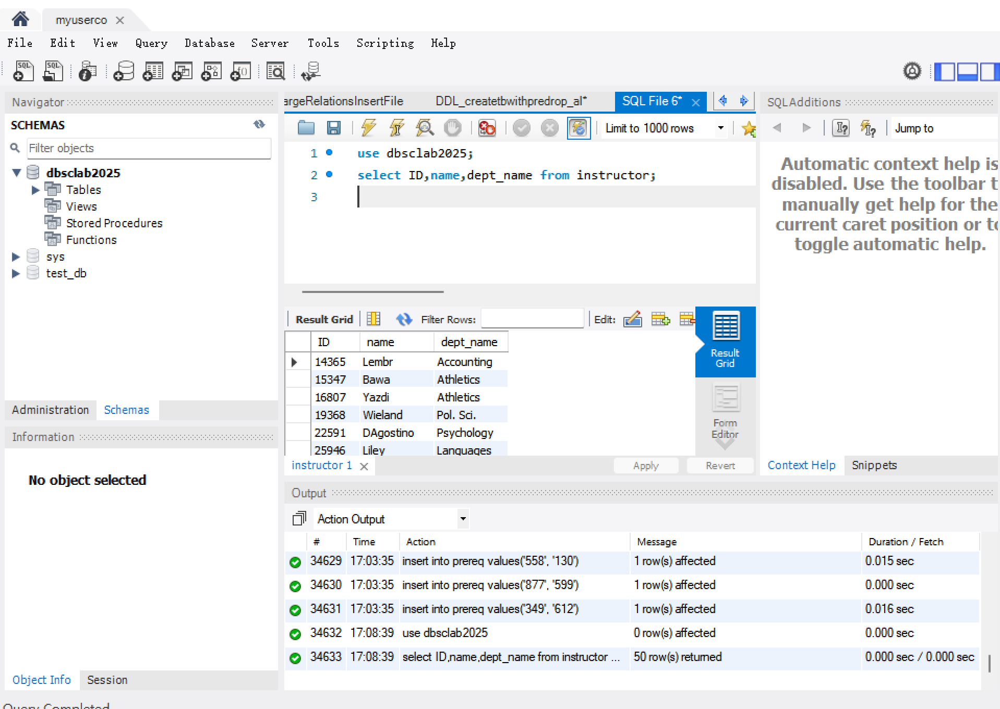 myuserco
File Edit View Query Database Server Tools Scripting Help
Navigator
SCHEMAS
Filter objects
dbsclab2025
Tables
Views
Stored Procedures
Functions
sys
test_db
Administration Schemas
Information
No object selected
Object Info Session
argeRelationsInsertFile DDL_createtbwithpredrop_al* SQL File 6*
Limit to 1000 rows
1 use dbsclab2025;
2 select ID,name,dept_name from instructor;
3
Result Grid Filter Rows: Edit:
ID name dept_name
14365 Lembr Accounting
15347 Bawa Athletics
16807 Yazdi Athletics
19368 Wieland Pol. Sci.
22591 DAgostino Psychology
25946 Liley Languages
Result
Grid
Form
Editor
instructor 1 Apply Revert
SQLAdditions
Jump to
Automatic context help is
disabled. Use the toolbar t
manually get help for the
current caret position or to
toggle automatic help.
Context Help Snippets
Output
Action Output
# Time Action Message Duration / Fetch
34629 17:03:35 insert into prereq values('558', '130') 1 row(s) affected 0.015 sec
34630 17:03:35 insert into prereq values('877', '599') 1 row(s) affected 0.000 sec
34631 17:03:35 insert into prereq values('349', '612') 1 row(s) affected 0.016 sec
34632 17:08:39 use dbsclab2025 0 row(s) affected 0.000 sec
34633 17:08:39 select ID,name,dept_name from instructor ... 50 row(s) returned 0.000 sec / 0.000 sec
Query Completed